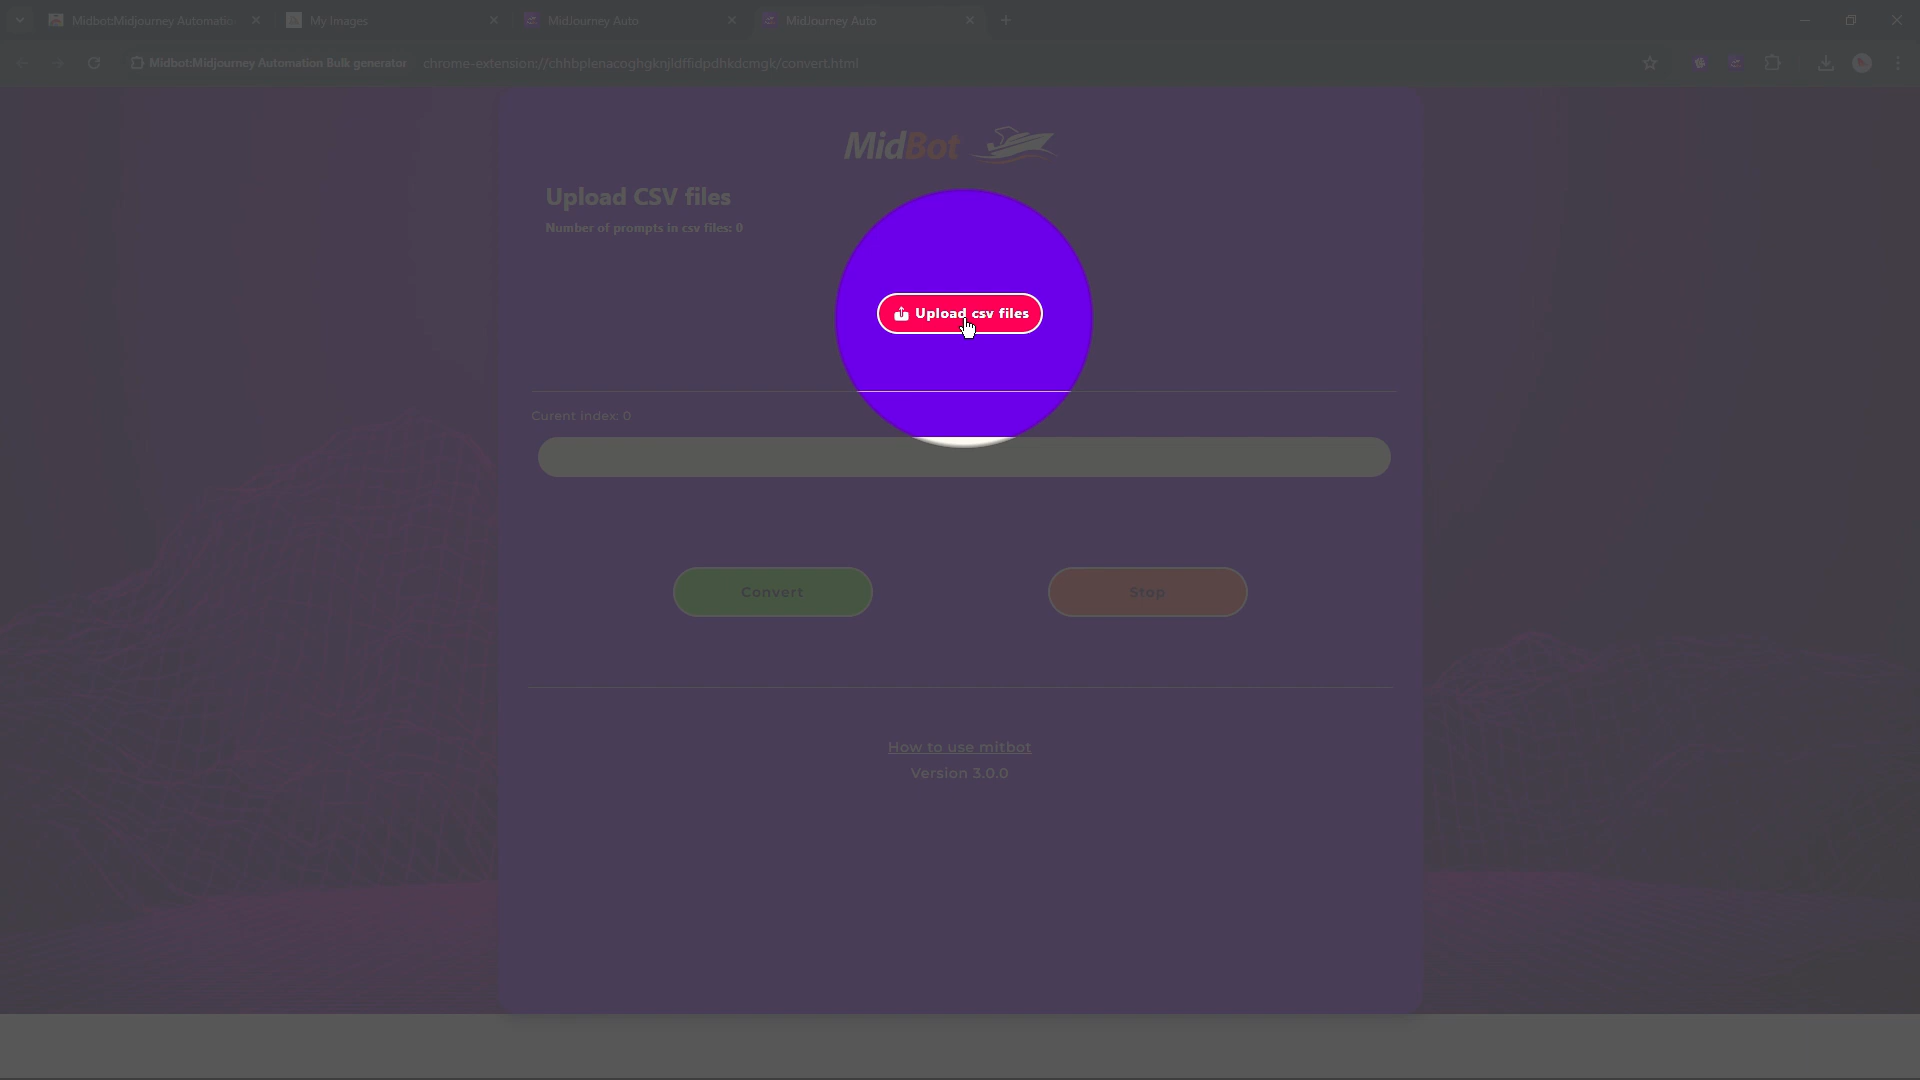 Midbot:Midjourney Automatio
My Images
MidJourney Auto
MidJourney Auto
Midbot:Midjourney Automation Bulk generator
chrome-extension://chhbplenacoghgknjldffidpdhkdcmgk/convert.html
MidBot
Upload CSV files
Number of prompts in csv files: 0
Upload csv files
Curent index: 0
Convert
Stop
How to use mitbot
Version 3.0.0